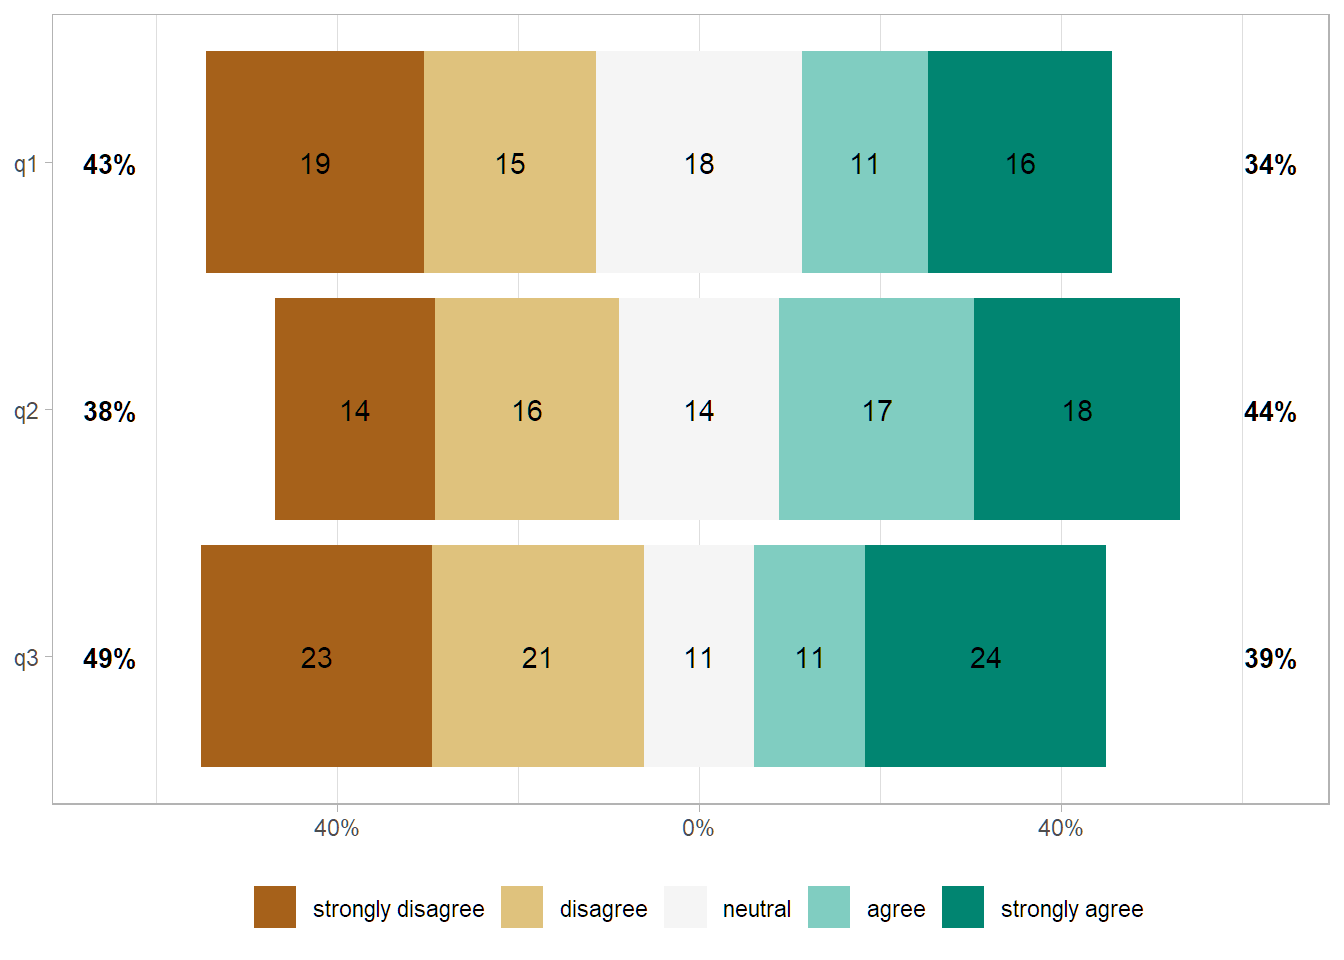 q1 43% 19 15 18 11 16 34%
q2 38% 14 16 14 17 18 44%
q3 49% 23 21 11 11 24 39%
40% 0% 40%
strongly disagree disagree neutral agree strongly agree